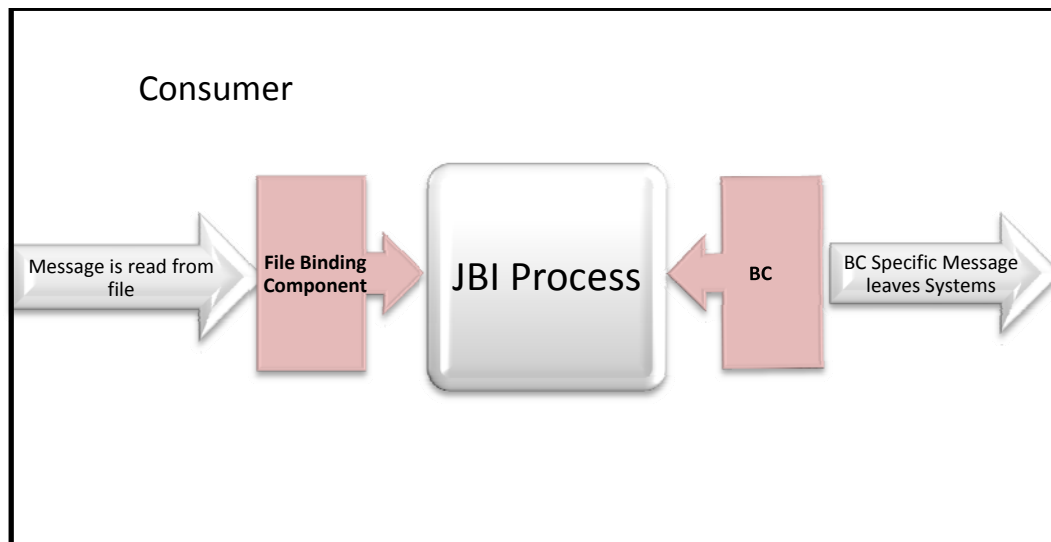 Consumer
Message is read from
file
File Binding
Component
JBI Process
BC
BC Specific Message
leaves Systems